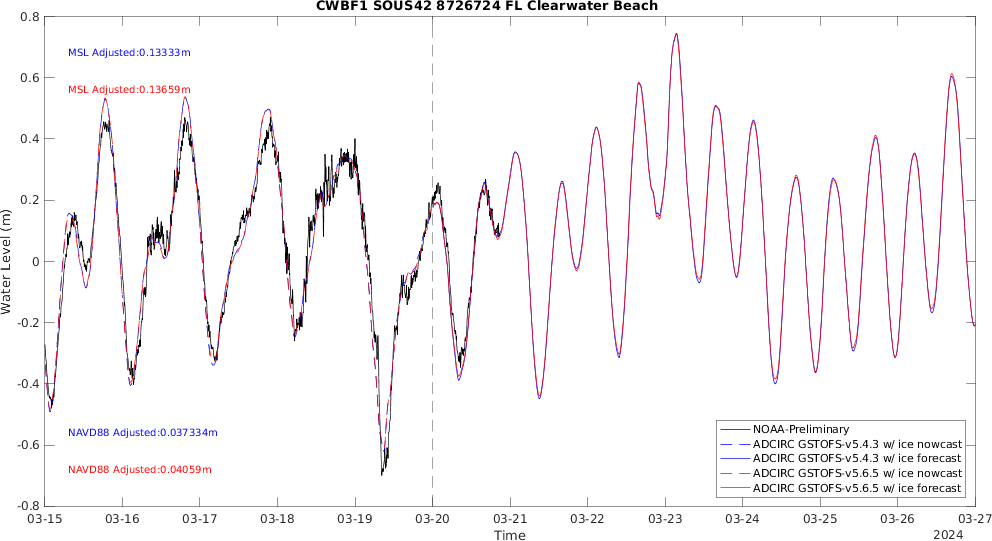 CWBF1 SOUS42 8726724 FL Clearwater Beach
0.8
0.6
0.4
0.2
0
-0.2
-0.4
-0.6
-0.8
Water Level (m)
MSL Adjusted:0.13333m
MSL Adjusted:0.13659m
NAVD88 Adjusted:0.037334m
NAVD88 Adjusted:0.04059m
NOAA-Preliminary
ADCIRC GSTOFS-v5.4.3 w/ ice nowcast
ADCIRC GSTOFS-v5.4.3 w/ ice forecast
ADCIRC GSTOFS-v5.6.5 w/ ice nowcast
ADCIRC GSTOFS-v5.6.5 w/ ice forecast
03-15 03-16 03-17 03-18 03-19 03-20 03-21 03-22 03-23 03-24 03-25 03-26 03-27
Time
2024